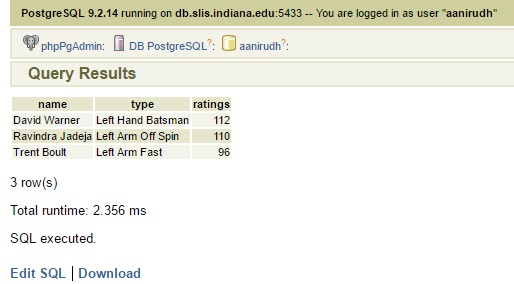 PostgreSQL 9.2.14 running on db.slis.indiana.edu:5433 -- You are logged in as user "aanirudh"
phpPgAdmin: DB PostgreSQL?: aanirudh?:
Query Results
name type ratings
David Warner Left Hand Batsman 112
Ravindra Jadeja Left Arm Off Spin 110
Trent Boult Left Arm Fast 96
3 row(s)
Total runtime: 2.356 ms
SQL executed.
Edit SQL | Download